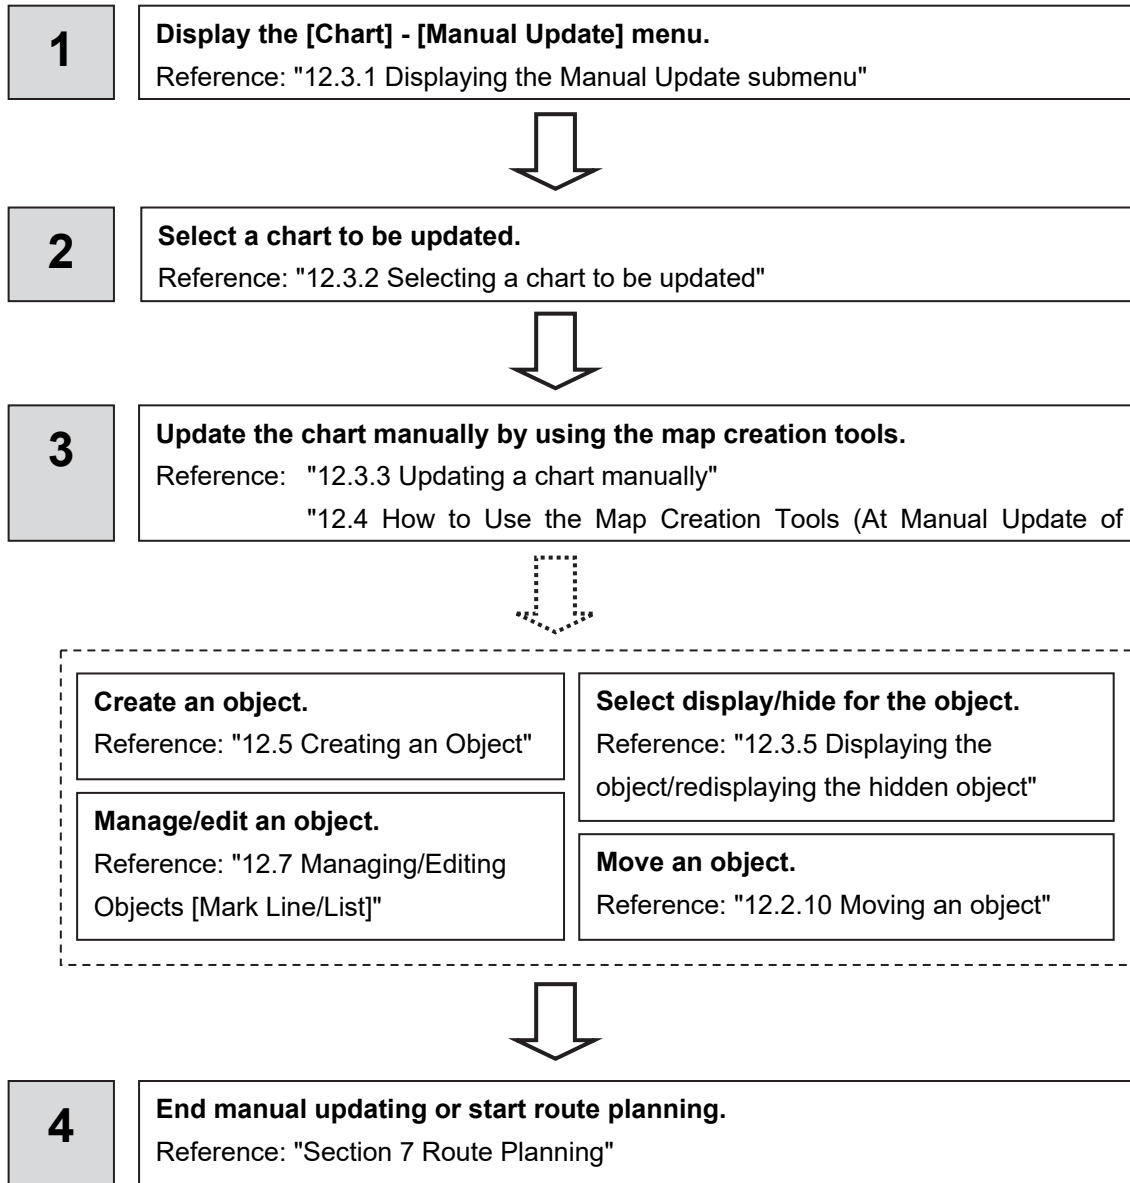 1
Display the [Chart] - [Manual Update] menu.
Reference: "12.3.1 Displaying the Manual Update submenu"
2
Select a chart to be updated.
Reference: "12.3.2 Selecting a chart to be updated"
3
Update the chart manually by using the map creation tools.
Reference: "12.3.3 Updating a chart manually"
"12.4 How to Use the Map Creation Tools (At Manual Update of
Create an object.
Reference: "12.5 Creating an Object"
Manage/edit an object.
Reference: "12.7 Managing/Editing
Objects [Mark Line/List]"
Select display/hide for the object.
Reference: "12.3.5 Displaying the
object/redisplaying the hidden object"
Move an object.
Reference: "12.2.10 Moving an object"
4
End manual updating or start route planning.
Reference: "Section 7 Route Planning"